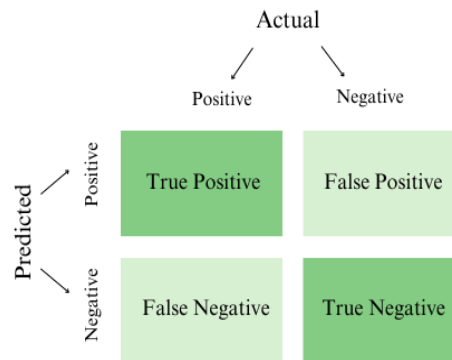 Actual
Positive
Negative
Predicted
Positive
True Positive
False Positive
Negative
False Negative
True Negative